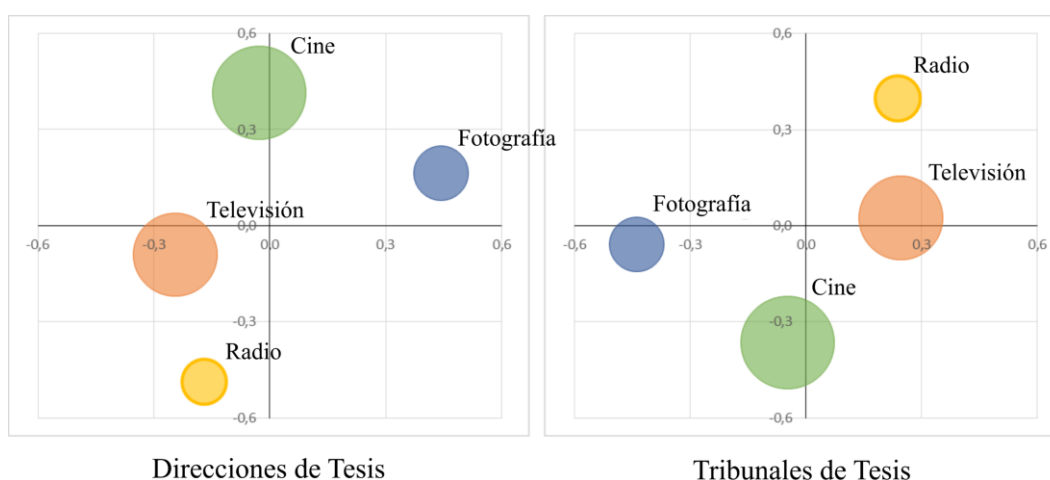 0,6
Cine
Fotografía
0,3
Televisión
0,0
-0,6
-0,3
0,0
0,3
0,6
-0,3
Radio
-0,6
Direcciones de Tesis
0,6
Radio
0,3
Televisión
Fotografía
0,0
-0,6
-0,3
0,0
0,3
0,6
Cine
-0,3
-0,6
Tribunales de Tesis